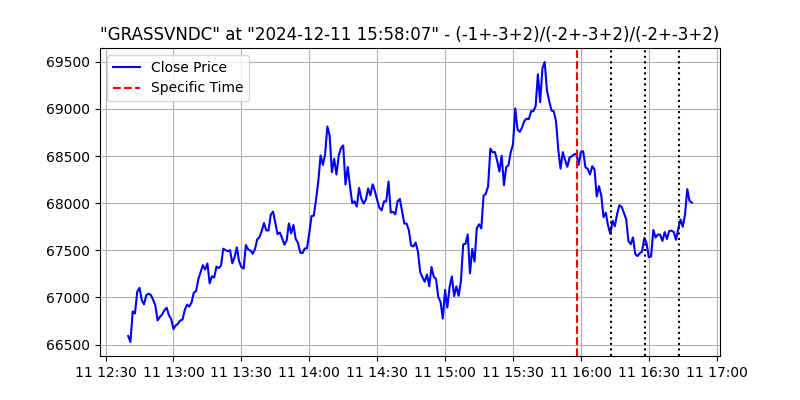 "GRASSVNDC" at "2024-12-11 15:58:07" - (-1+-3+2)/(-2+-3+2)/(-2+-3+2)
Close Price
Specific Time
69500
69000
68500
68000
67500
67000
66500
11 12:30 11 13:00 11 13:30 11 14:00 11 14:30 11 15:00 11 15:30 11 16:00 11 16:30 11 17:00